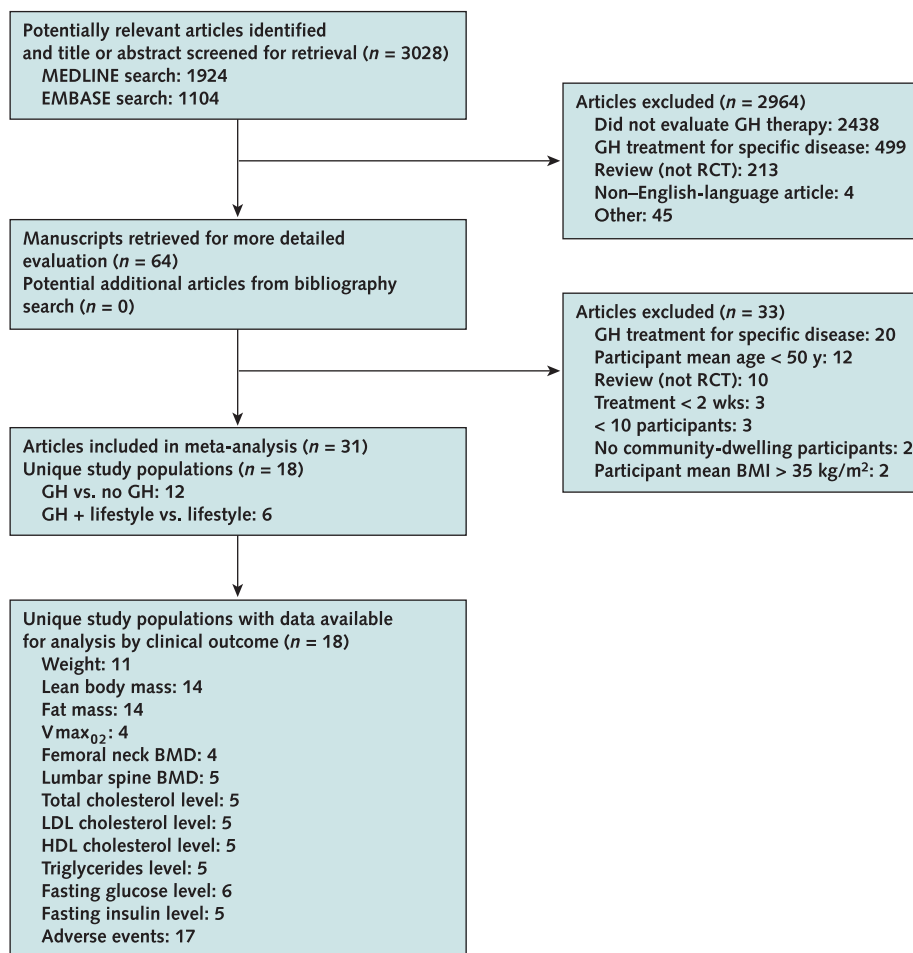 Potentially relevant articles identified
and title or abstract screened for retrieval (n = 3028)
MEDLINE search: 1924
EMBASE search: 1104
Articles excluded (n = 2964)
Did not evaluate GH therapy: 2438
GH treatment for specific disease: 499
Review (not RCT): 213
Non–English-language article: 4
Other: 45
Manuscripts retrieved for more detailed
evaluation (n = 64)
Potential additional articles from bibliography
search (n = 0)
Articles excluded (n = 33)
GH treatment for specific disease: 20
Participant mean age < 50 y: 12
Review (not RCT): 10
Treatment < 2 wks: 3
< 10 participants: 3
No community-dwelling participants: 2
Participant mean BMI > 35 kg/m²: 2
Articles included in meta-analysis (n = 31)
Unique study populations (n = 18)
GH vs. no GH: 12
GH + lifestyle vs. lifestyle: 6
Unique study populations with data available
for analysis by clinical outcome (n = 18)
Weight: 11
Lean body mass: 14
Fat mass: 14
Vmax₀₂: 4
Femoral neck BMD: 4
Lumbar spine BMD: 5
Total cholesterol level: 5
LDL cholesterol level: 5
HDL cholesterol level: 5
Triglycerides level: 5
Fasting glucose level: 6
Fasting insulin level: 5
Adverse events: 17